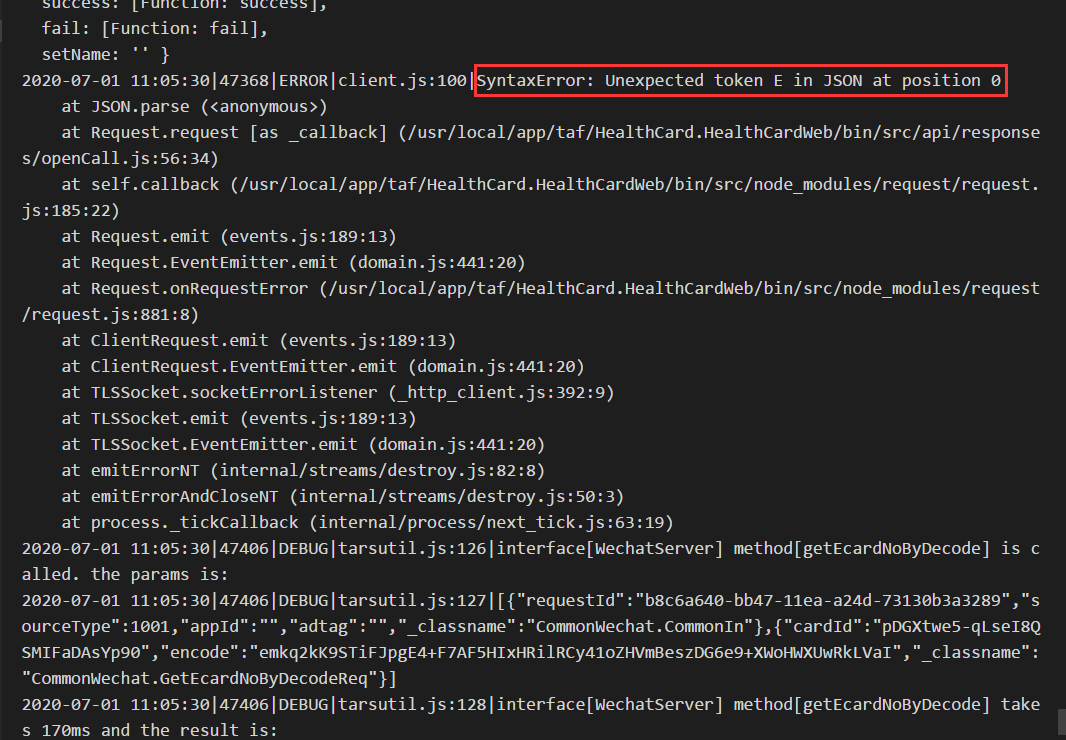 success: [Function: success],
fail: [Function: fail],
setName: '' }
2020-07-01 11:05:30|47368|ERROR|client.js:100|SyntaxError: Unexpected token E in JSON at position 0
at JSON.parse (<anonymous>)
at Request.request [as _callback] (/usr/local/app/taf/HealthCard.HealthCardWeb/bin/src/api/response
s/openCall.js:56:34)
at self.callback (/usr/local/app/taf/HealthCard.HealthCardWeb/bin/src/node_modules/request/request.
js:185:22)
at Request.emit (events.js:189:13)
at Request.EventEmitter.emit (domain.js:441:20)
at Request.onRequestError (/usr/local/app/taf/HealthCard.HealthCardWeb/bin/src/node_modules/request
/request.js:881:8)
at ClientRequest.emit (events.js:189:13)
at ClientRequest.EventEmitter.emit (domain.js:441:20)
at TLSSocket.socketErrorListener (_http_client.js:392:9)
at TLSSocket.emit (events.js:189:13)
at TLSSocket.EventEmitter.emit (domain.js:441:20)
at emitErrorNT (internal/streams/destroy.js:82:8)
at emitErrorAndCloseNT (internal/streams/destroy.js:50:3)
at process._tickCallback (internal/process/next_tick.js:63:19)
2020-07-01 11:05:30|47406|DEBUG|tarsutil.js:126|interface[WechatServer] method[getEcardNoByDecode] is c
alled. the params is:
2020-07-01 11:05:30|47406|DEBUG|tarsutil.js:127|[{"requestId":"b8c6a640-bb47-11ea-a24d-73130b3a3289","s
ourceType":1001,"appId":"","adtag":"","_classname":"CommonWechat.CommonIn"},{"cardId":"pDGXtwe5-qLseI8Q
SMIFaDAsYp90","encode":"emkq2kK9STiFJpgE4+F7AF5HIxHRilRCy41oZHVmBeszDG6e9+XWoHWXUwRkLVaI","_classname":
"CommonWechat.GetEcardNoByDecodeReq"}]
2020-07-01 11:05:30|47406|DEBUG|tarsutil.js:128|interface[WechatServer] method[getEcardNoByDecode] take
s 170ms and the result is: